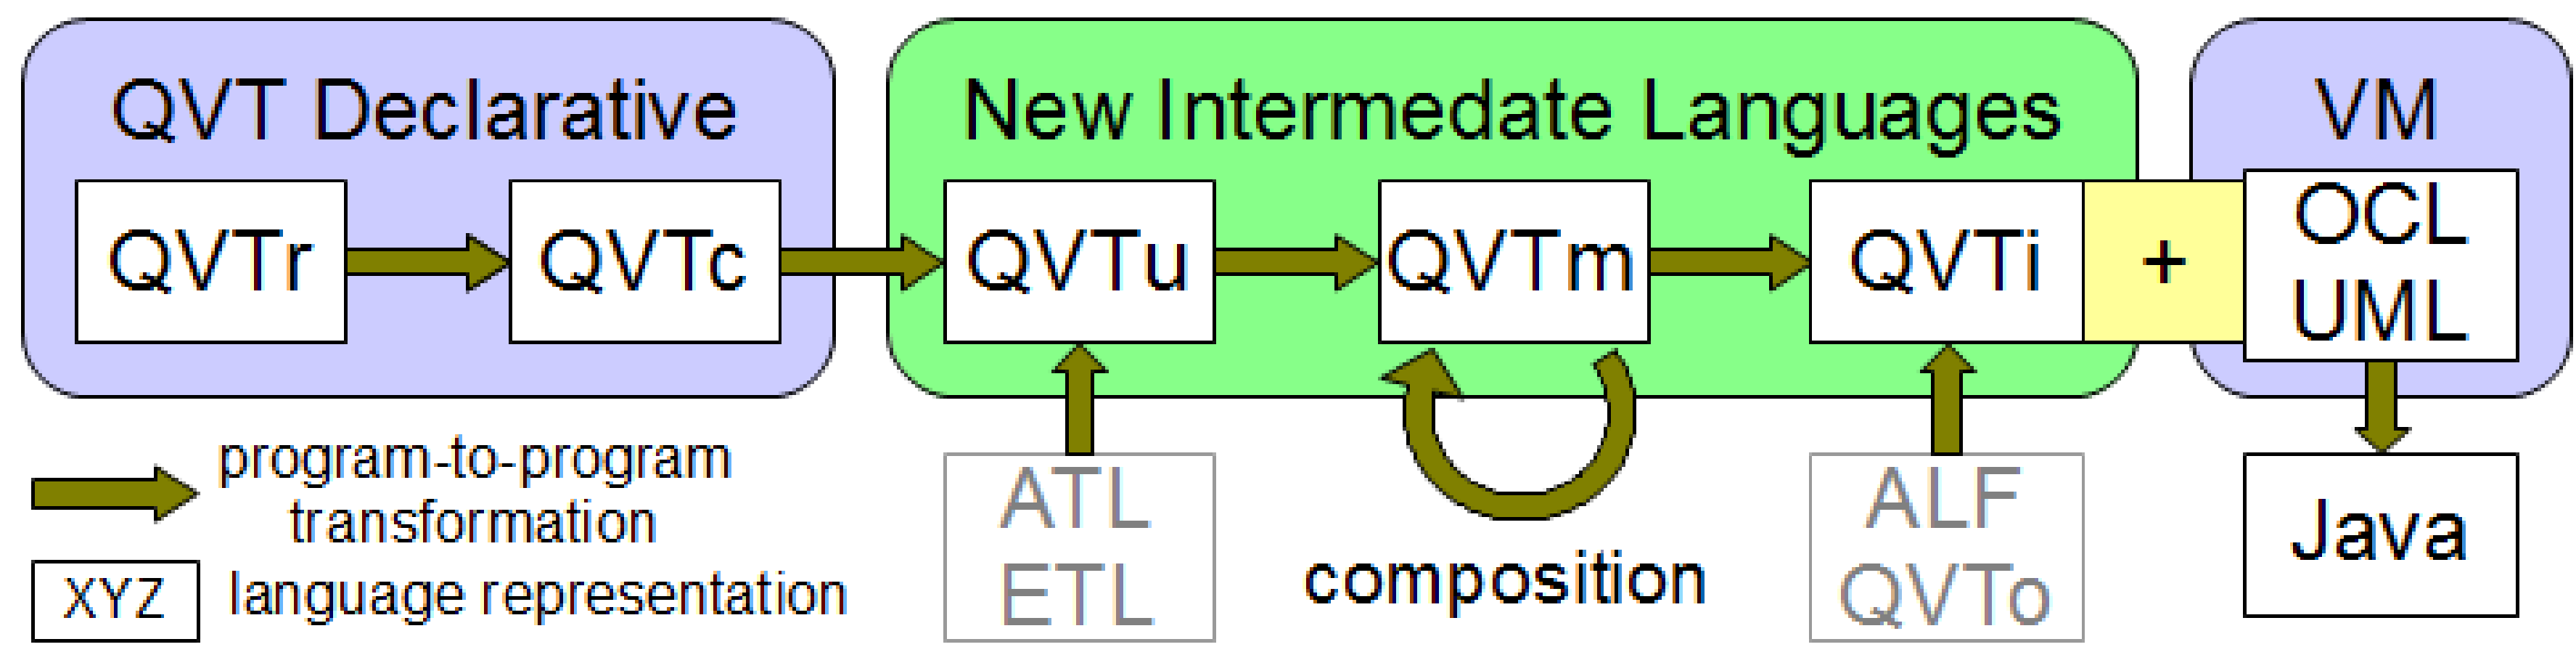 QVT Declarative
New Intermedate Languages
VM
QVTr
QVTc
QVTu
QVTm
QVTi
+
OCL
UML
program-to-program
transformation
XYZ
language representation
ATL
ETL
composition
ALF
QVTo
Java